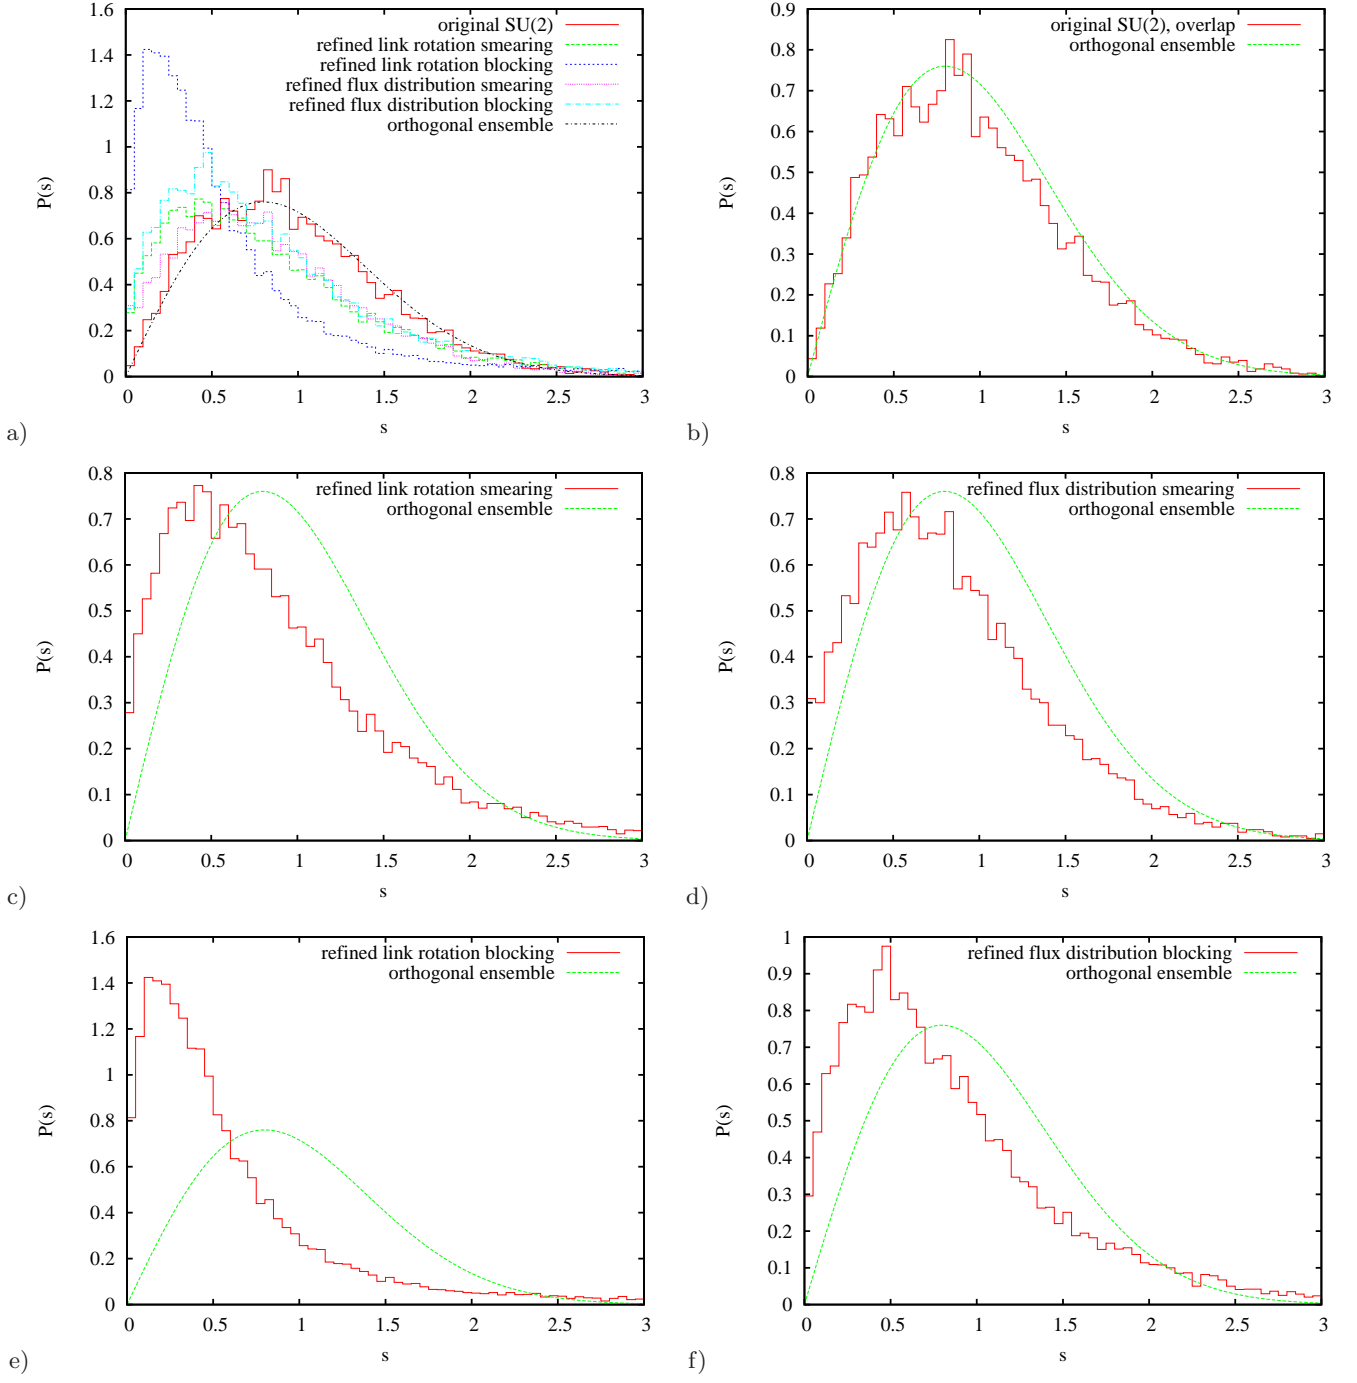 original SU(2)
refined link rotation smearing
refined link rotation blocking
refined flux distribution smearing
refined flux distribution blocking
orthogonal ensemble
1.6
1.4
1.2
1
0.8
0.6
0.4
0.2
0
P(s)
0 0.5 1 1.5 2 2.5 3
s
a)
original SU(2), overlap
orthogonal ensemble
0.9
0.8
0.7
0.6
0.5
0.4
0.3
0.2
0.1
0
P(s)
0 0.5 1 1.5 2 2.5 3
s
b)
refined link rotation smearing
orthogonal ensemble
0.8
0.7
0.6
0.5
0.4
0.3
0.2
0.1
0
P(s)
0 0.5 1 1.5 2 2.5 3
s
c)
refined flux distribution smearing
orthogonal ensemble
0.8
0.7
0.6
0.5
0.4
0.3
0.2
0.1
0
P(s)
0 0.5 1 1.5 2 2.5 3
s
d)
refined link rotation blocking
orthogonal ensemble
1.6
1.4
1.2
1
0.8
0.6
0.4
0.2
0
P(s)
0 0.5 1 1.5 2 2.5 3
s
e)
refined flux distribution blocking
orthogonal ensemble
1
0.9
0.8
0.7
0.6
0.5
0.4
0.3
0.2
0.1
0
P(s)
0 0.5 1 1.5 2 2.5 3
s
f)